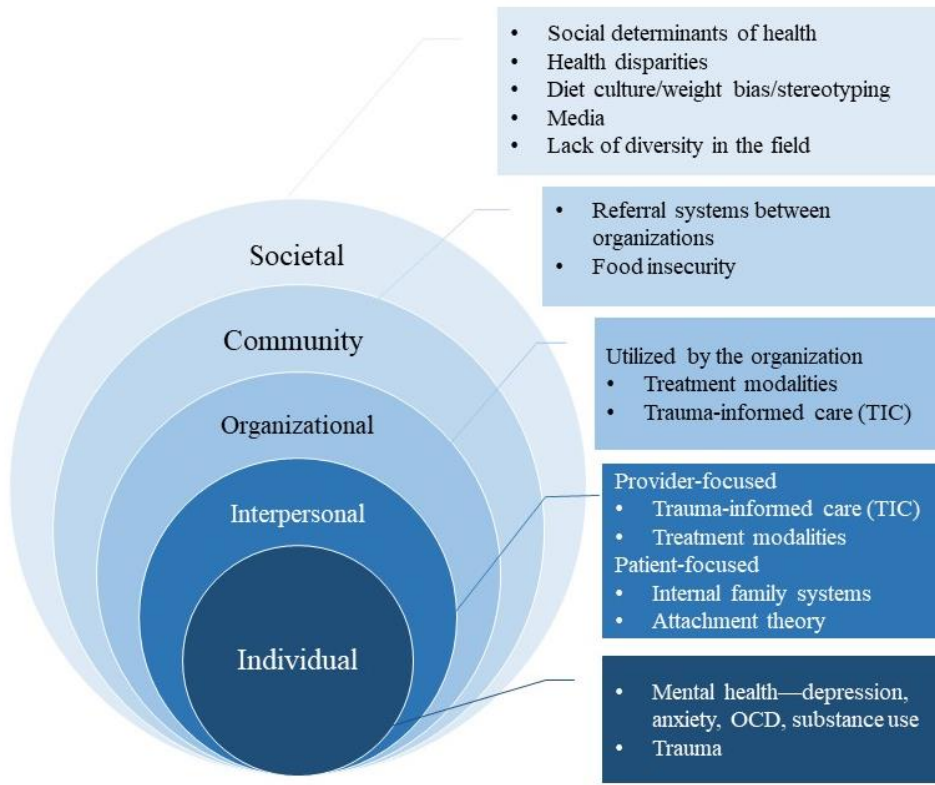 • Social determinants of health
• Health disparities
• Diet culture/weight bias/stereotyping
• Media
• Lack of diversity in the field
• Referral systems between
organizations
• Food insecurity
Utilized by the organization
• Treatment modalities
• Trauma-informed care (TIC)
Provider-focused
• Trauma-informed care (TIC)
• Treatment modalities
Patient-focused
• Internal family systems
• Attachment theory
• Mental health—depression,
anxiety, OCD, substance use
• Trauma
Societal
Community
Organizational
Interpersonal
Individual